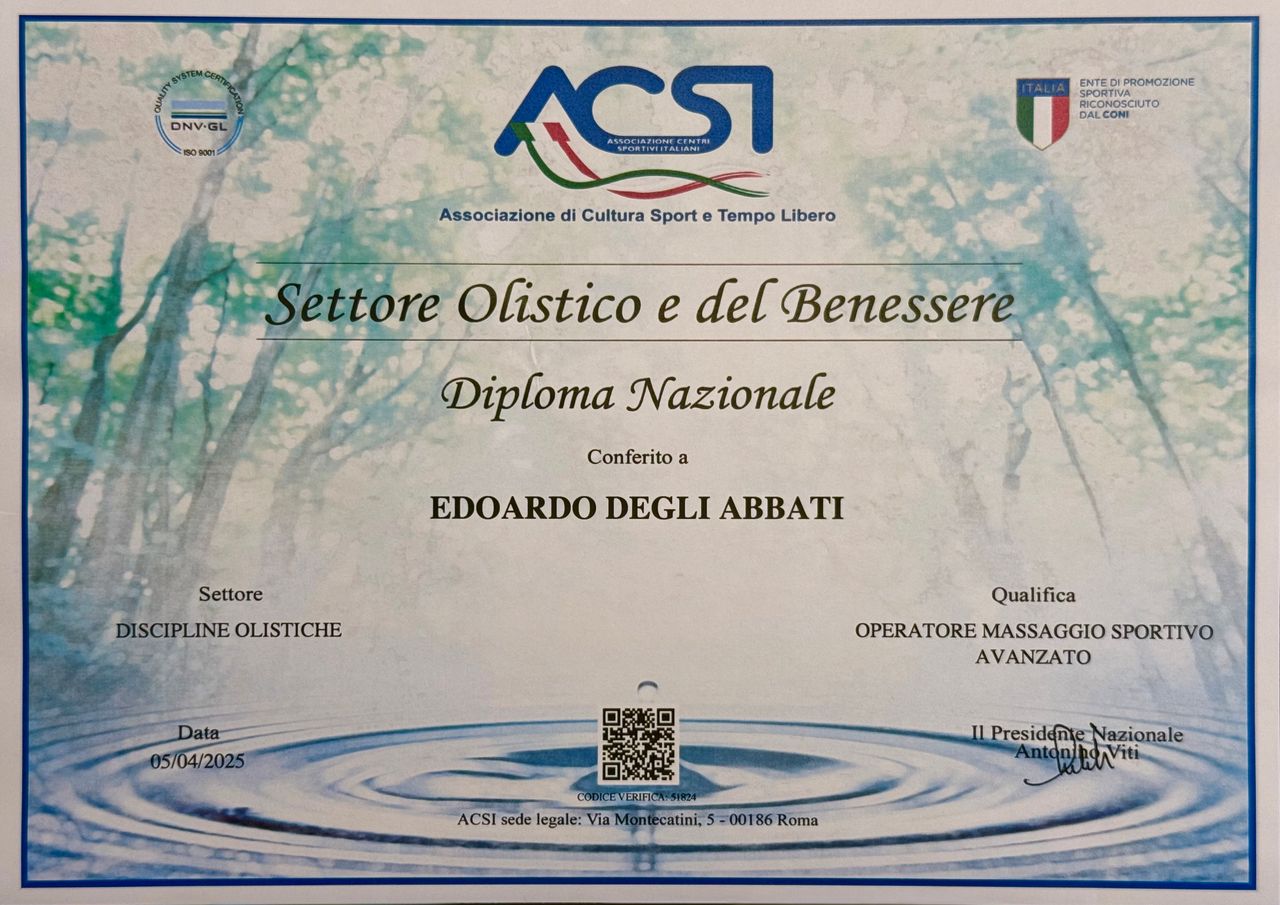 QUALITY SYSTEM CERTIFICATION
DNV·GL
ISO 9001
ACSI
ASSOCIAZIONE CENTRI
SPORTIVI ITALIANI
Associazione di Cultura Sport e Tempo Libero
ITALIA
ENTE DI PROMOZIONE
SPORTIVA
RICONOSCIUTO
DAL CONI
Settore Olistico e del Benessere
Diploma Nazionale
Conferito a
EDOARDO DEGLI ABBATI
Settore
DISCIPLINE OLISTICHE
Qualifica
OPERATORE MASSAGGIO SPORTIVO
AVANZATO
Data
05/04/2025
Il Presidente Nazionale
Antonino Viti
CODICE VERIFICA: 51824
ACSI sede legale: Via Montecatini, 5 - 00186 Roma